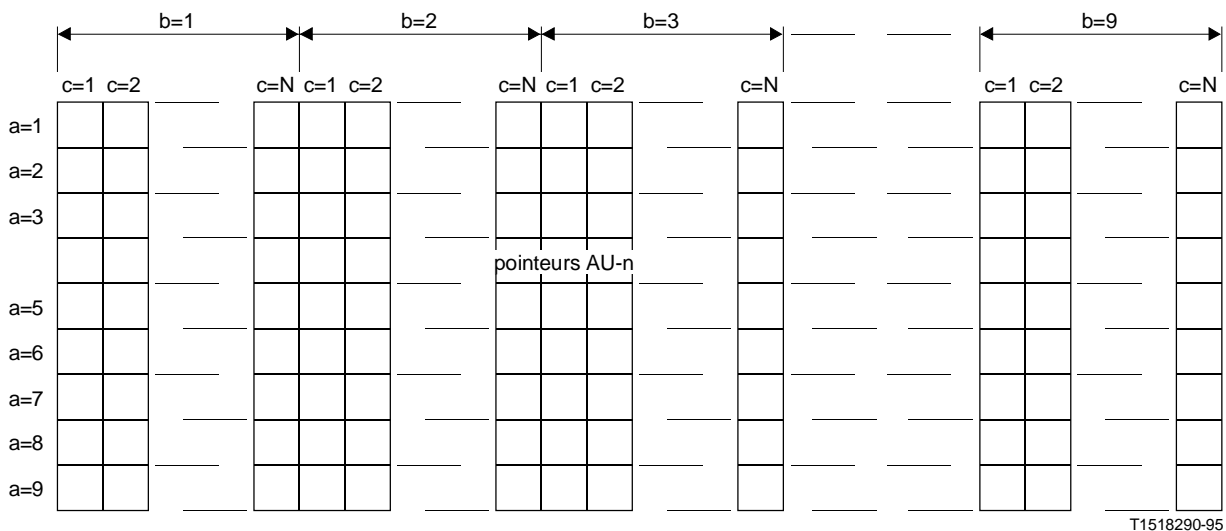 b=1 b=2 b=3 b=9
c=1 c=2 c=N c=1 c=2 c=N c=1 c=2 c=N c=1 c=2 c=N
a=1
a=2
a=3
pointeurs AU-n
a=5
a=6
a=7
a=8
a=9
T1518290-95